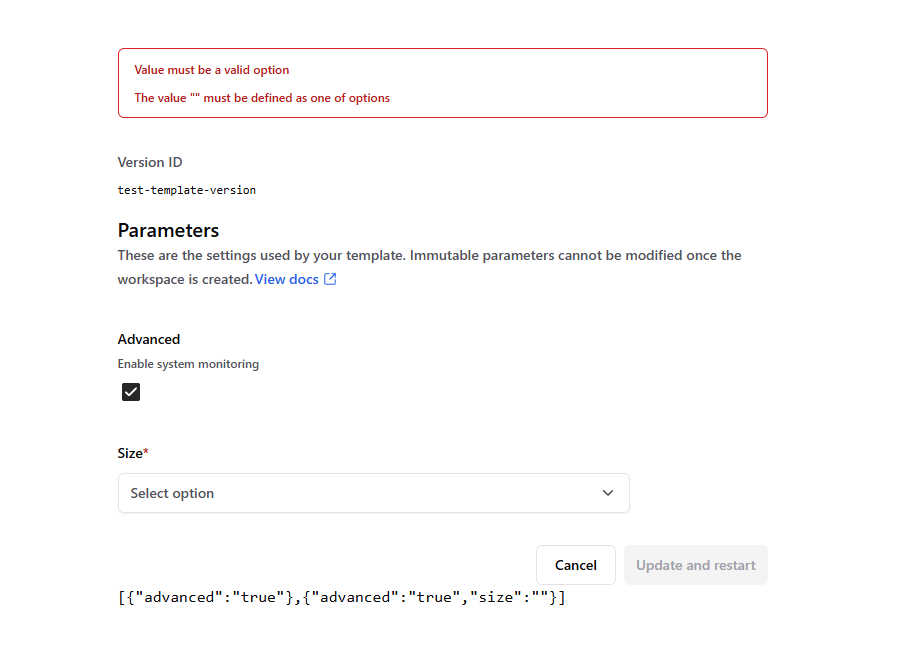 Value must be a valid option
The value "" must be defined as one of options
Version ID
test-template-version
Parameters
These are the settings used by your template. Immutable parameters cannot be modified once the
workspace is created. View docs
Advanced
Enable system monitoring
Size*
Select option
Cancel
Update and restart
[{"advanced":"true"},{"advanced":"true","size":""}]